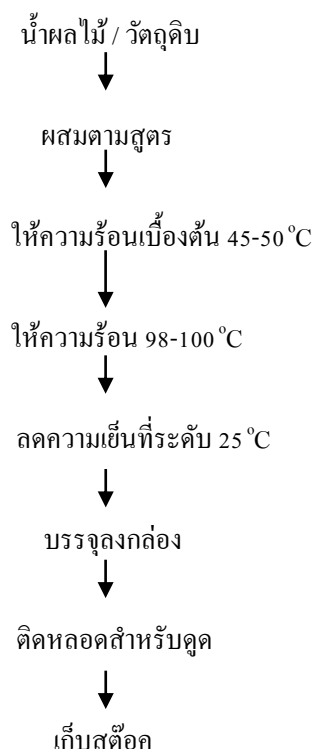 น้ำผลไม้ / วัตถุดิบ
ผสมตามสูตร
ให้ความร้อนเบื้องต้น 45-50 °C
ให้ความร้อน 98-100 °C
ลดความเย็นที่ระดับ 25 °C
บรรจุลงกล่อง
ติดหลอดสำหรับดูด
เก็บสต๊อค